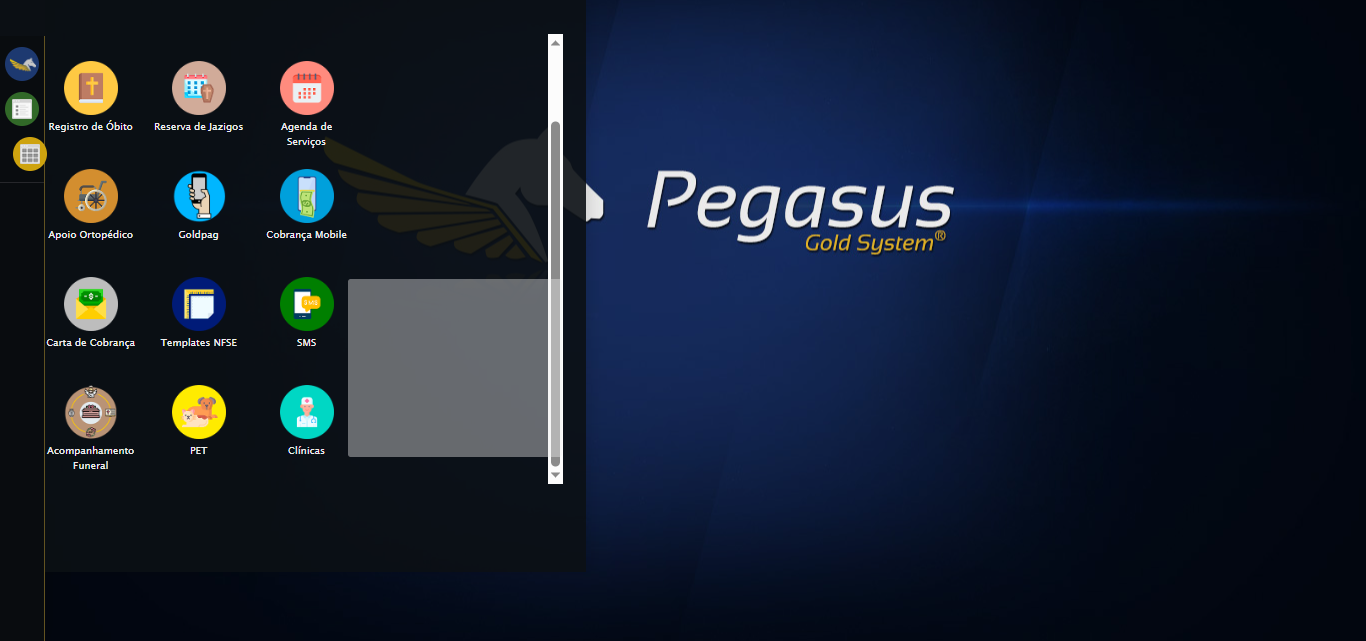 Registro de Óbito
Reserva de Jazigos
Agenda de
Serviços
Apoio Ortopédico
Goldpag
Cobrança Mobile
Carta de Cobrança
Templates NFSE
SMS
SMS
Acompanhamento
Funeral
PET
Clínicas
Pegasus
Gold System®